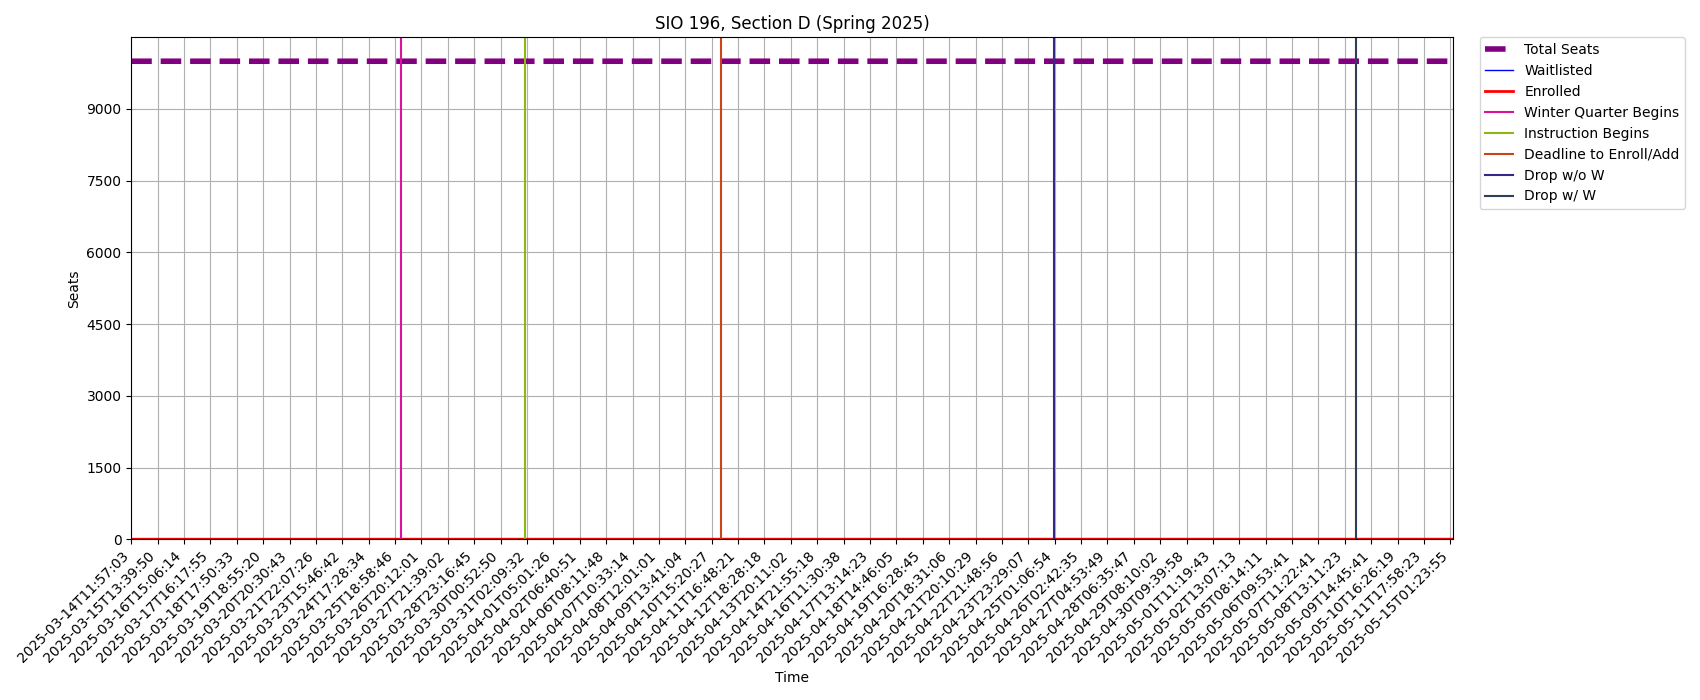 SIO 196, Section D (Spring 2025)
Total Seats
Waitlisted
Enrolled
Winter Quarter Begins
Instruction Begins
Deadline to Enroll/Add
Drop w/o W
Drop w/ W
Seats
9000
7500
6000
4500
3000
1500
0
2025-03-14T11:57:03
2025-03-15T13:39:50
2025-03-16T15:06:14
2025-03-17T16:17:55
2025-03-18T17:50:33
2025-03-19T18:55:20
2025-03-20T20:30:43
2025-03-21T22:07:26
2025-03-23T15:46:42
2025-03-24T17:28:34
2025-03-25T18:58:46
2025-03-26T20:12:01
2025-03-27T21:39:02
2025-03-28T23:16:45
2025-03-30T00:52:50
2025-03-31T02:09:32
2025-04-01T05:01:26
2025-04-02T06:40:51
2025-04-06T08:11:48
2025-04-07T10:33:14
2025-04-08T12:01:01
2025-04-09T13:41:04
2025-04-10T15:20:27
2025-04-11T16:48:21
2025-04-12T18:28:18
2025-04-13T20:11:02
2025-04-14T21:55:18
2025-04-16T11:30:38
2025-04-17T13:14:23
2025-04-18T14:46:05
2025-04-19T16:28:45
2025-04-20T18:31:06
2025-04-21T20:10:29
2025-04-22T21:48:56
2025-04-23T23:29:07
2025-04-25T01:06:54
2025-04-26T02:42:35
2025-04-27T04:53:49
2025-04-28T06:35:47
2025-04-29T08:10:02
2025-04-30T09:39:58
2025-05-01T11:19:43
2025-05-02T13:07:13
2025-05-05T08:14:11
2025-05-06T09:53:41
2025-05-07T11:22:41
2025-05-08T13:11:23
2025-05-09T14:45:41
2025-05-10T16:26:19
2025-05-11T17:58:23
2025-05-15T01:23:55
Time